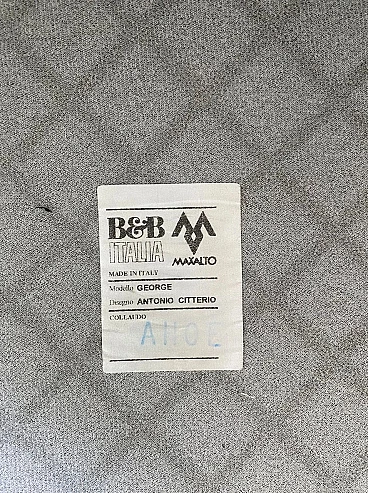 B&B
ITALIA
MAXALTO
MADE IN ITALY
Modello GEORGE
Disegno ANTONIO CITTERIO
COLLAUDO